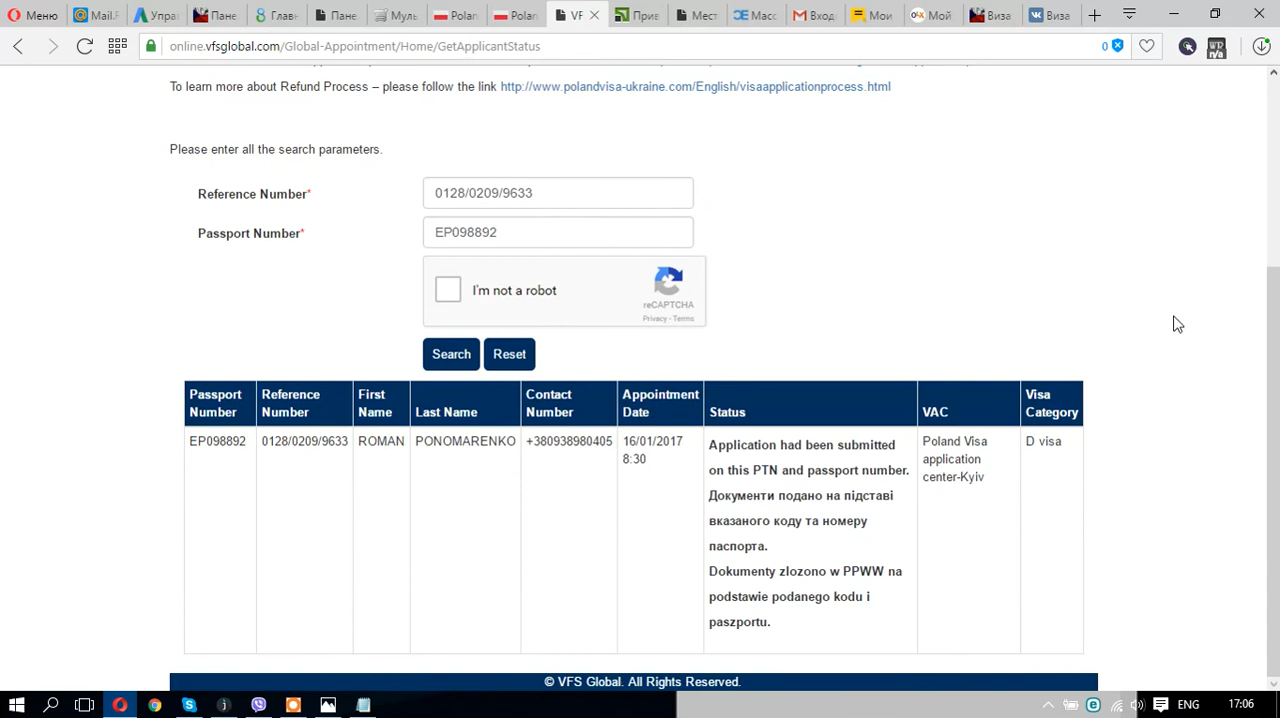 Меню
Mail.R
Упра
Пане
Глав
Пане
Муль
Polan
Polan
VF
Прив
Мест
Масс
Вход
Мои
Мой
Виза
Виза
online.vfsglobal.com/Global-Appointment/Home/GetApplicantStatus
0
To learn more about Refund Process – please follow the link http://www.polandvisa-ukraine.com/English/visaapplicationprocess.html
Please enter all the search parameters.
Reference Number*
0128/0209/9633
Passport Number*
EP098892
I'm not a robot
reCAPTCHA
Privacy - Terms
Search
Reset
Passport Number
Reference Number
First Name
Last Name
Contact Number
Appointment Date
Status
VAC
Visa Category
EP098892
0128/0209/9633
ROMAN
PONOMARENKO
+380938980405
16/01/2017
8:30
Application had been submitted
on this PTN and passport number.
Документи подано на підставі
вказаного коду та номеру
паспорта.
Dokumenty zlozono w PPWW na
podstawie podanego kodu i
paszportu.
Poland Visa
application
center-Kyiv
D visa
© VFS Global. All Rights Reserved.
ENG
17:06